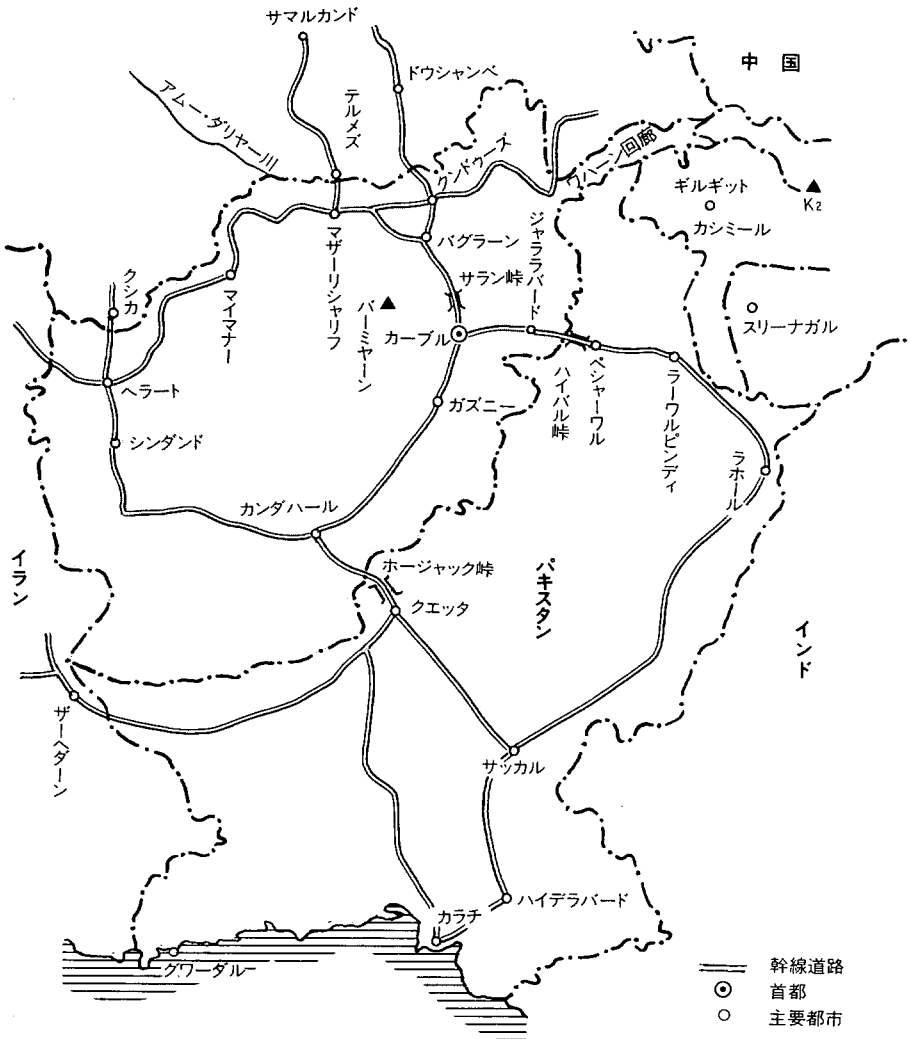 サマルカンド
中国
ドウシャンベ
アム－・ダリヤー川
テルメズ
クンドゥーズ
ワハーン回廊
ギルギット
K2
カシミール
マザーリシャリフ
バグラーン
ジャララバード
クシカ
マイマナー
サラン峠
バーミヤーン
カーブル
スリーナガル
ヘラート
ガズニー
ハイバル峠
ペシャーワル
ラーワルピンディ
シンダンド
ラホール
カンダハール
イラン
ホージャック峠
パキスタン
クエッタ
インド
ザーヘダーン
サッカル
ハイデラバード
カラチ
グワーダル
幹線道路
首都
主要都市